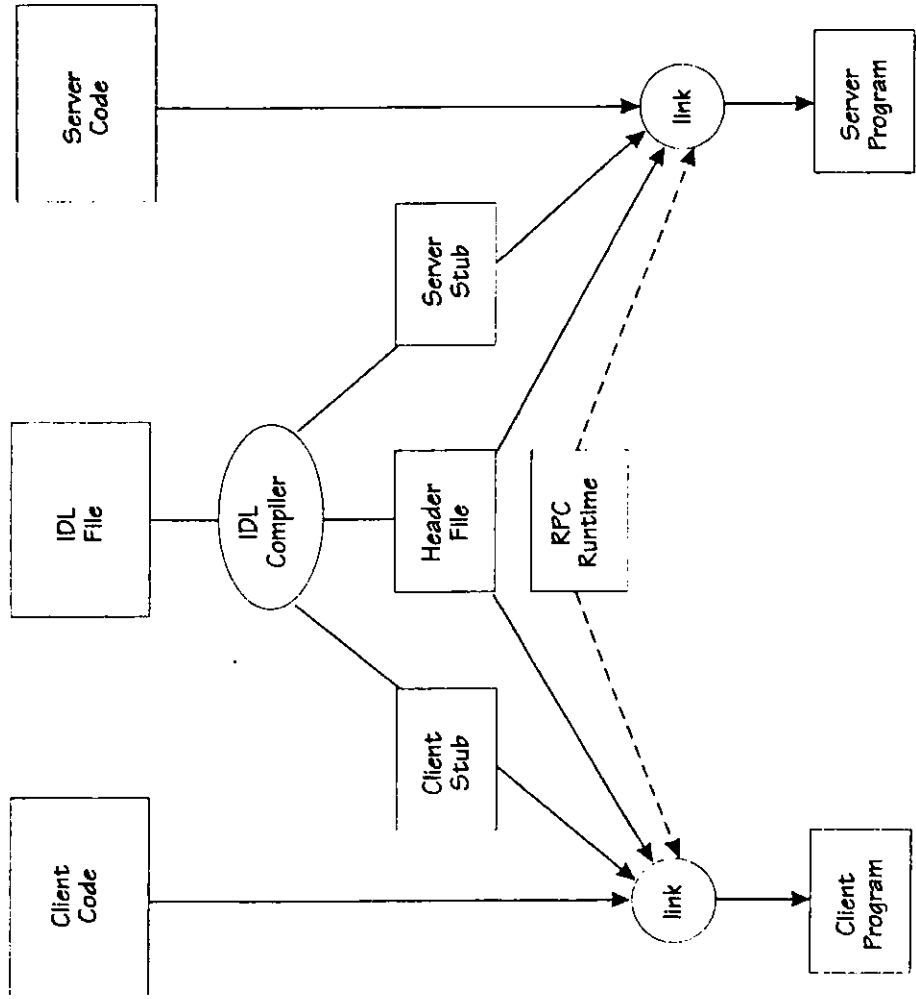 Client
Code
IDL
File
Server
Code
IDL
Compiler
Client
Stub
Header
File
Server
Stub
RPC
Runtime
link
link
Client
Program
Server
Program